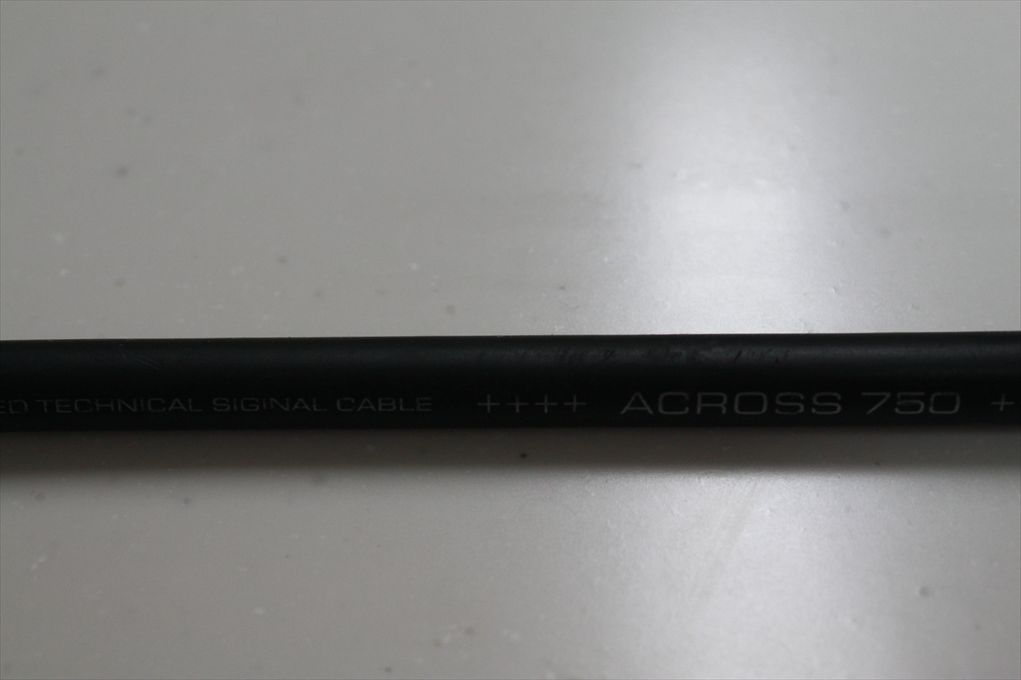 ED TECHNICAL SIGINAL CABLE ++++ ACROSS 750 +